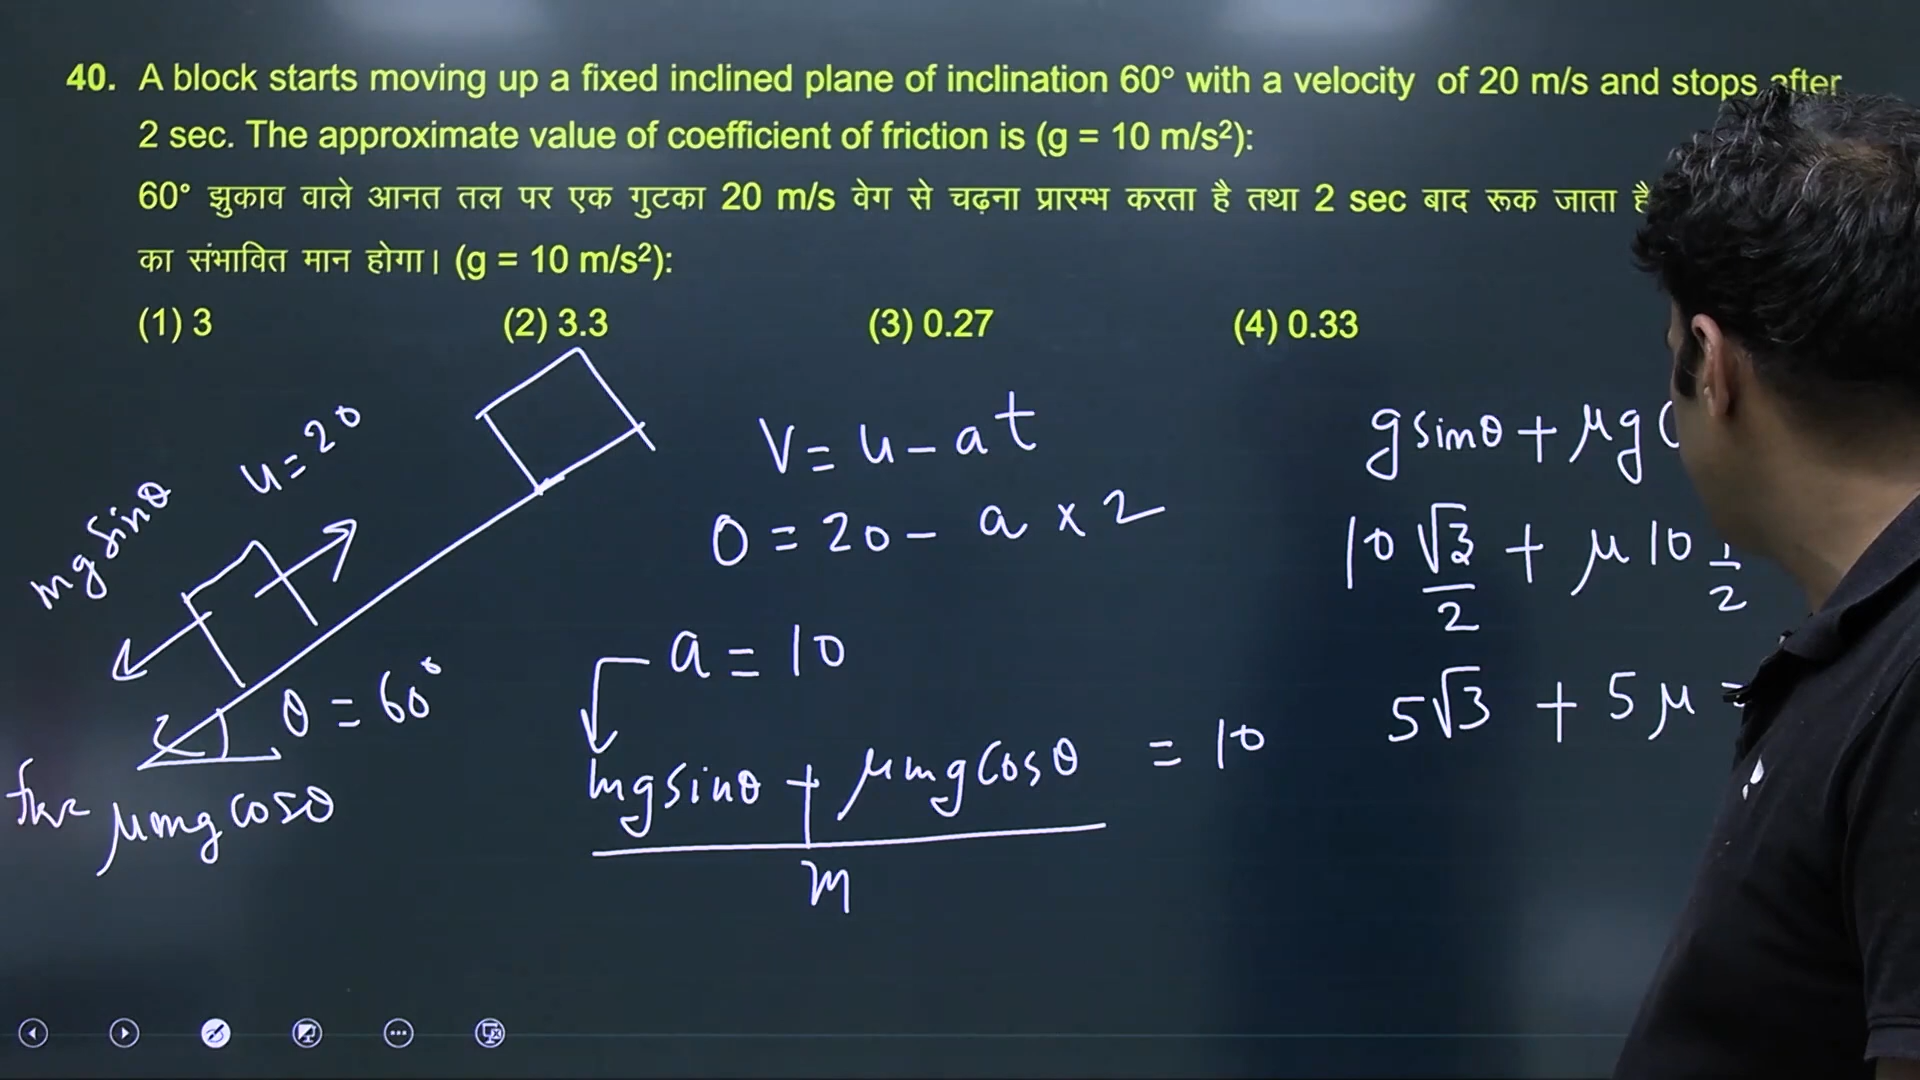 40. A block starts moving up a fixed inclined plane of inclination 60° with a velocity of 20 m/s and stops after
2 sec. The approximate value of coefficient of friction is (g = 10 m/s²):
60° झुकाव वाले आनत तल पर एक गुटका 20 m/s वेग से चढ़ना प्रारम्भ करता है तथा 2 sec बाद रूक जाता है
का संभावित मान होगा। (g = 10 m/s²):
(1) 3 (2) 3.3 (3) 0.27 (4) 0.33
u = 20
mg sinθ
θ = 60°
μmg cosθ
V = u - at
0 = 20 - a × 2
a = 10
mg sinθ + μmg cosθ = 10
m
g sinθ + μg
10 √3/2 + μ 10 1/2
5√3 + 5μ =